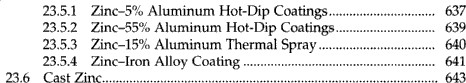 23.5.1 Zinc–5% Aluminum Hot-Dip Coatings.............................. 637
23.5.2 Zinc–55% Aluminum Hot-Dip Coatings............................ 639
23.5.3 Zinc–15% Aluminum Thermal Spray................................ 640
23.5.4 Zinc–Iron Alloy Coating .............................................. 641
23.6 Cast Zinc.................................................................. 643